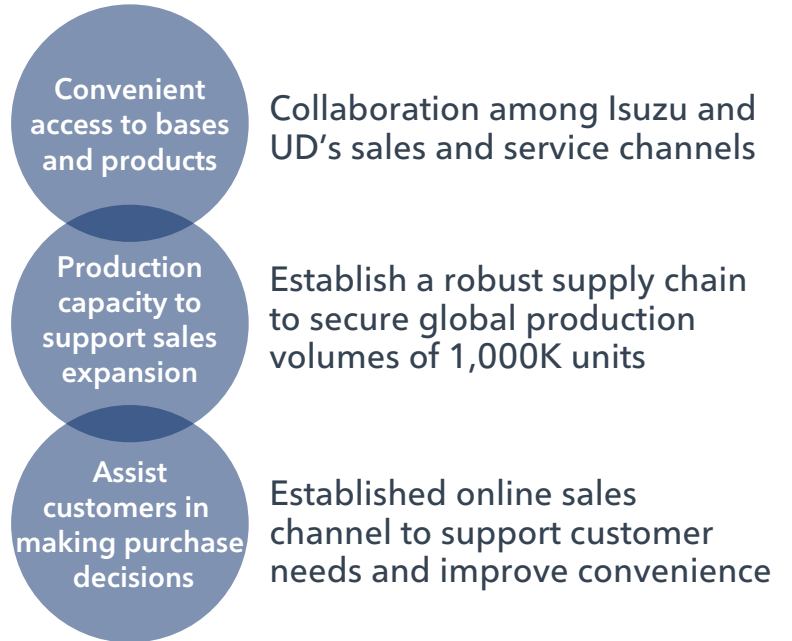 Convenient
access to bases
and products
Collaboration among Isuzu and
UD’s sales and service channels
Production
capacity to
support sales
expansion
Establish a robust supply chain
to secure global production
volumes of 1,000K units
Assist
customers in
making purchase
decisions
Established online sales
channel to support customer
needs and improve convenience